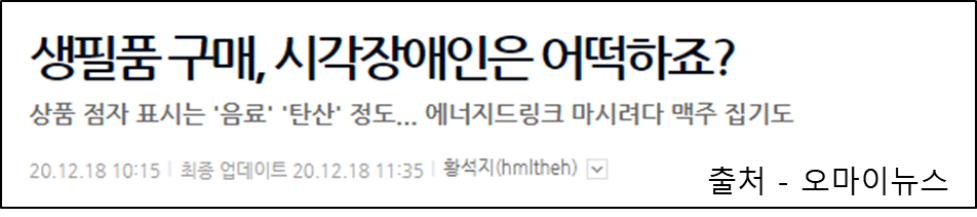 생필품 구매, 시각장애인은 어떡하죠?
상품 점자 표시는 '음료' '탄산' 정도... 에너지드링크 마시려다 맥주 집기도
20.12.18 10:15 | 최종 업데이트 20.12.18 11:35 | 황석지(hmltheh)
출처 - 오마이뉴스